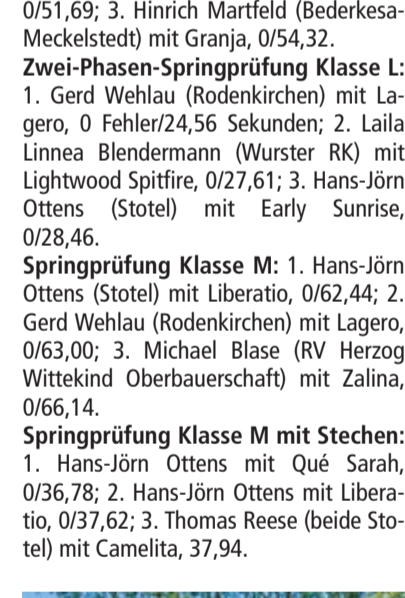 0/51,69; 3. Hinrich Martfeld (Bederkesa-
Meckelstedt) mit Granja, 0/54,32.
Zwei-Phasen-Springprüfung Klasse L:
1. Gerd Wehlau (Rodenkirchen) mit La-
gero, 0 Fehler/24,56 Sekunden; 2. Laila
Linnea Blendermann (Wurster RK) mit
Lightwood Spitfire, 0/27,61; 3. Hans-Jörn
Ottens (Stotel) mit Early Sunrise,
0/28,46.
Springprüfung Klasse M: 1. Hans-Jörn
Ottens (Stotel) mit Liberatio, 0/62,44; 2.
Gerd Wehlau (Rodenkirchen) mit Lagero,
0/63,00; 3. Michael Blase (RV Herzog
Wittekind Oberbauerschaft) mit Zalina,
0/66,14.
Springprüfung Klasse M mit Stechen:
1. Hans-Jörn Ottens mit Qué Sarah,
0/36,78; 2. Hans-Jörn Ottens mit Libera-
tio, 0/37,62; 3. Thomas Reese (beide Sto-
tel) mit Camelita, 37,94.